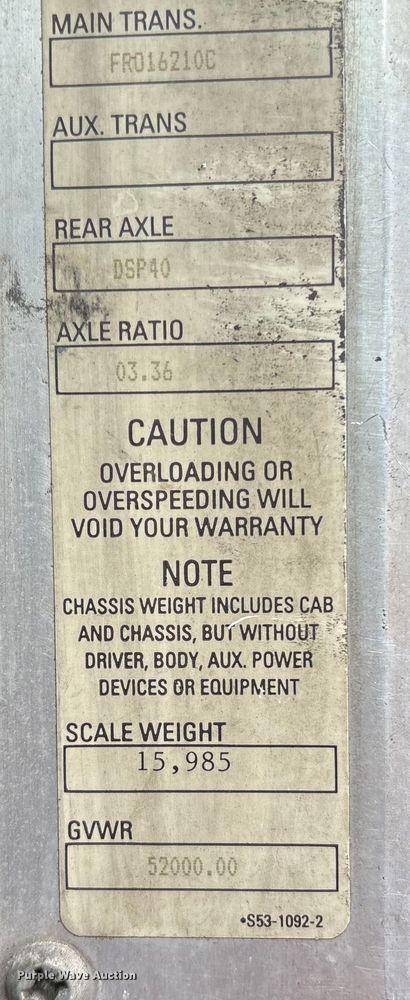 MAIN TRANS.
FRO16210C
AUX. TRANS
REAR AXLE
DSP40
AXLE RATIO
03.36
CAUTION
OVERLOADING OR
OVERSPEEDING WILL
VOID YOUR WARRANTY
NOTE
CHASSIS WEIGHT INCLUDES CAB
AND CHASSIS, BUT WITHOUT
DRIVER, BODY, AUX. POWER
DEVICES OR EQUIPMENT
SCALE WEIGHT
15,985
GVWR
52000.00
•S53-1092-2
Purple Wave Auction